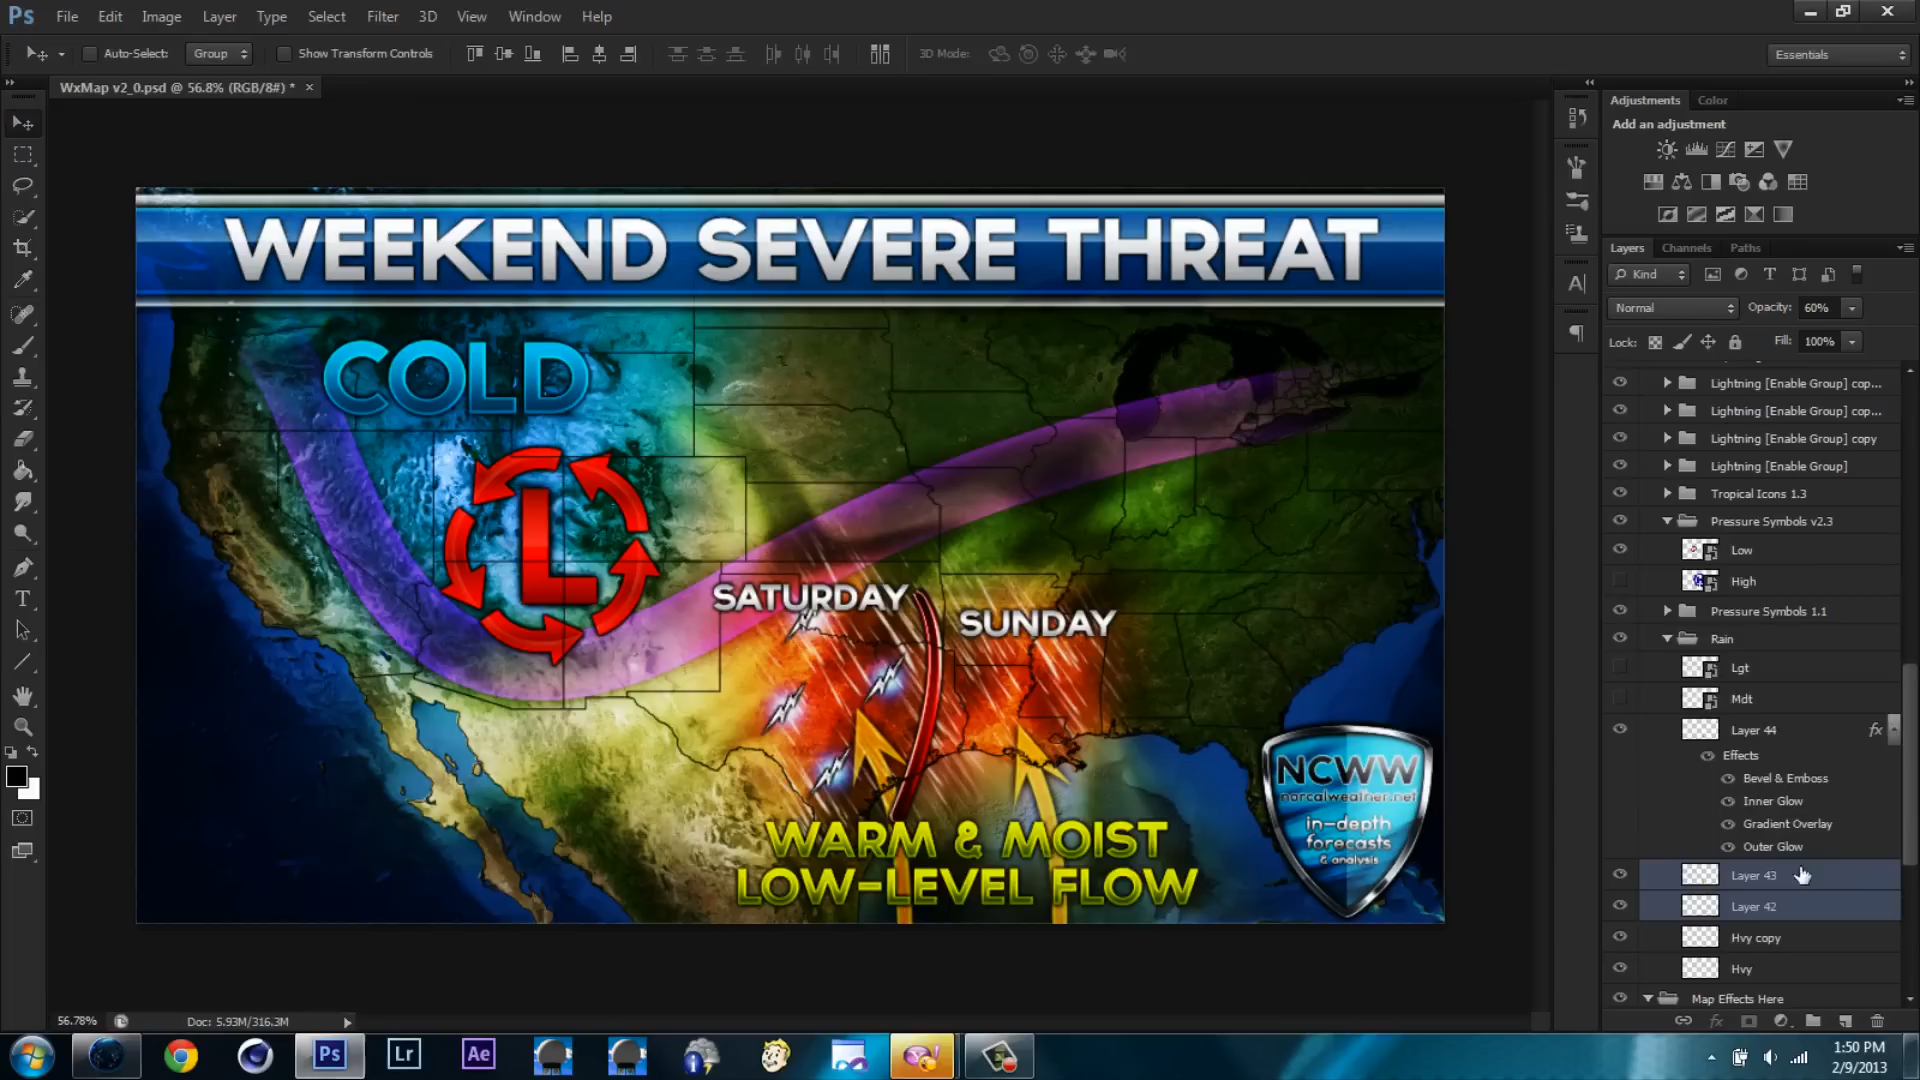 Ps File Edit Image Layer Type Select Filter 3D View Window Help
Auto-Select: Group Show Transform Controls 3D Mode: Essentials
WxMap v2_0.psd @ 56.8% (RGB/8#) * ×
Adjustments Color
Add an adjustment
Layers Channels Paths
Kind
Normal Opacity: 60%
Lock: Fill: 100%
Lightning [Enable Group] cop...
Lightning [Enable Group] cop...
Lightning [Enable Group] copy
Lightning [Enable Group]
Tropical Icons 1.3
Pressure Symbols v2.3
Low
High
Pressure Symbols 1.1
Rain
Lgt
Mdt
Layer 44 fx
Effects
Bevel & Emboss
Inner Glow
Gradient Overlay
Outer Glow
Layer 43
Layer 42
Hvy copy
Hvy
Map Effects Here
WEEKEND SEVERE THREAT
COLD
L
SATURDAY
SUNDAY
WARM & MOIST
LOW-LEVEL FLOW
NCWW
norcalweather.net
in-depth
forecasts
& analysis
56.78% Doc: 5.93M/316.3M
Ps Lr Ae
1:50 PM
2/9/2013